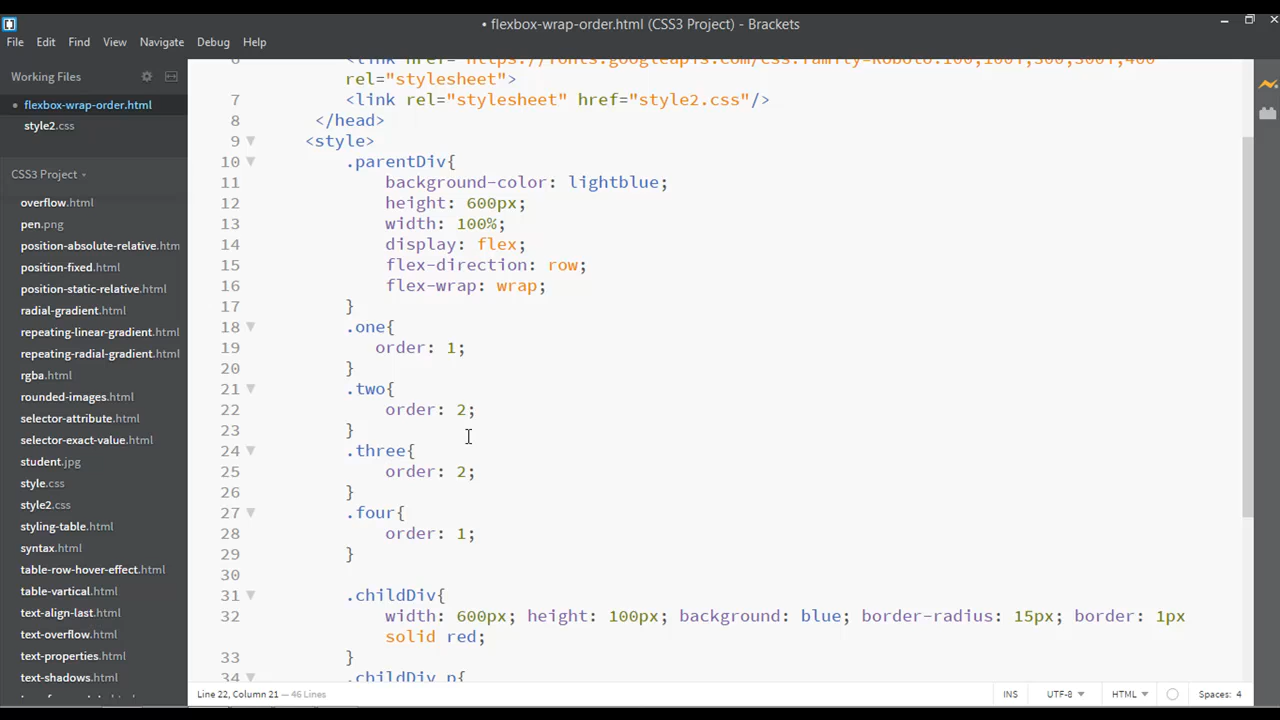 • flexbox-wrap-order.html (CSS3 Project) - Brackets
File Edit Find View Navigate Debug Help
Working Files
• flexbox-wrap-order.html
style2.css
CSS3 Project
overflow.html
pen.png
position-absolute-relative.htm
position-fixed.html
position-static-relative.html
radial-gradient.html
repeating-linear-gradient.html
repeating-radial-gradient.html
rgba.html
rounded-images.html
selector-attribute.html
selector-exact-value.html
student.jpg
style.css
style2.css
styling-table.html
syntax.html
table-row-hover-effect.html
table-vartical.html
text-align-last.html
text-overflow.html
text-properties.html
text-shadows.html
rel="stylesheet">
7 <link rel="stylesheet" href="style2.css"/>
8 </head>
9 <style>
10 .parentDiv{
11 background-color: lightblue;
12 height: 600px;
13 width: 100%;
14 display: flex;
15 flex-direction: row;
16 flex-wrap: wrap;
17 }
18 .one{
19 order: 1;
20 }
21 .two{
22 order: 2;
23 }
24 .three{
25 order: 2;
26 }
27 .four{
28 order: 1;
29 }
30
31 .childDiv{
32 width: 600px; height: 100px; background: blue; border-radius: 15px; border: 1px
solid red;
33 }
34 .childDiv p{
Line 22, Column 21 — 46 Lines
INS UTF-8 HTML Spaces: 4